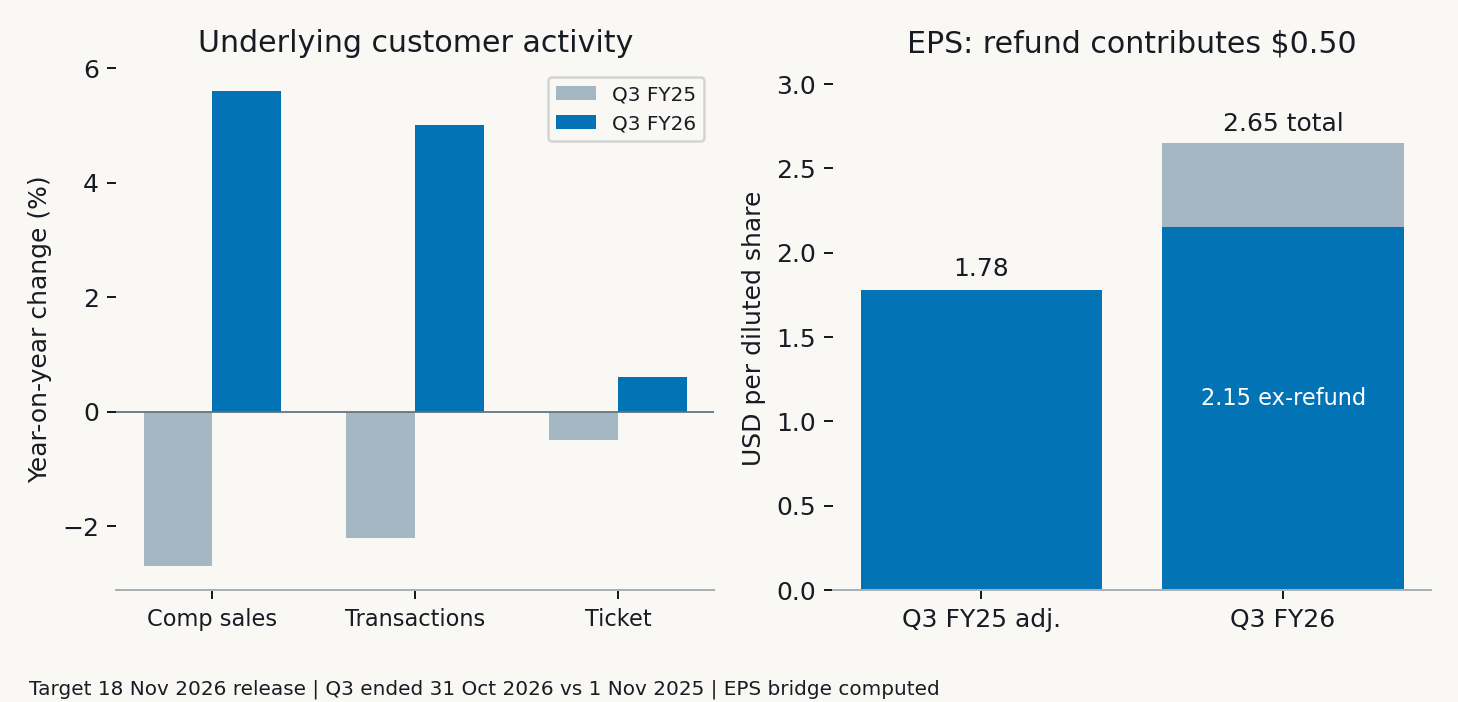 Underlying customer activity
Year-on-year change (%)
6
4
2
0
−2
Q3 FY25
Q3 FY26
Comp sales
Transactions
Ticket
EPS: refund contributes $0.50
USD per diluted share
3.0
2.5
2.0
1.5
1.0
0.5
0.0
1.78
2.65 total
2.15 ex-refund
Q3 FY25 adj.
Q3 FY26
Target 18 Nov 2026 release | Q3 ended 31 Oct 2026 vs 1 Nov 2025 | EPS bridge computed